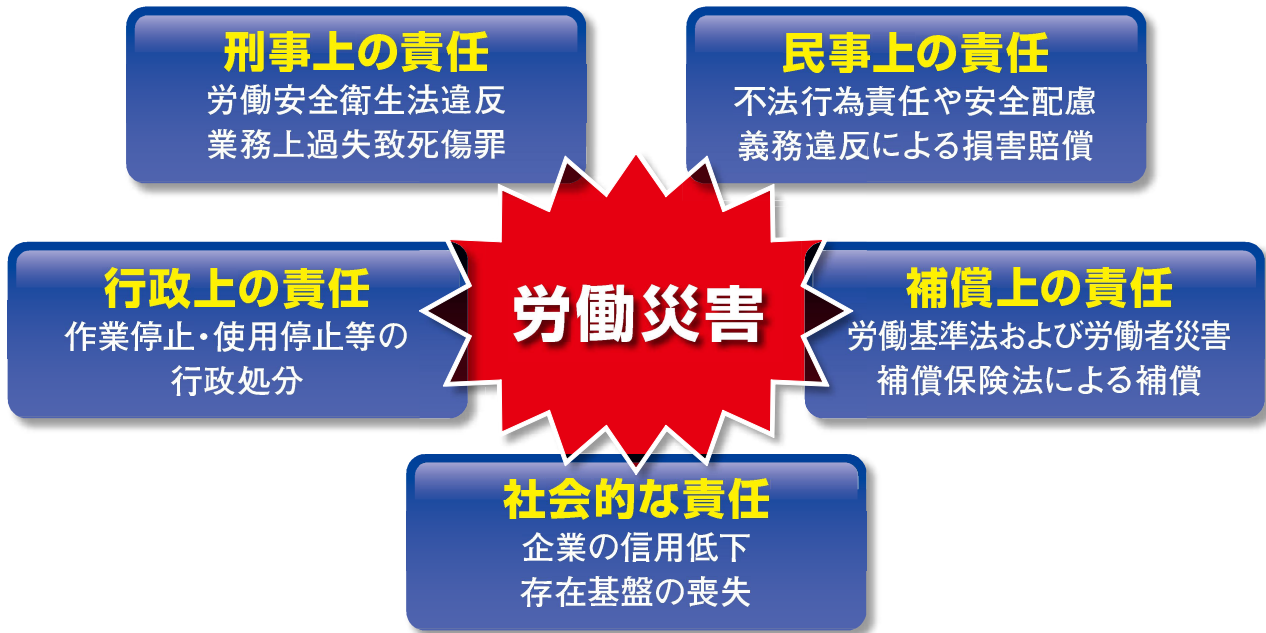 刑事上の責任
労働安全衛生法違反
業務上過失致死傷罪
民事上の責任
不法行為責任や安全配慮
義務違反による損害賠償
行政上の責任
作業停止・使用停止等の
行政処分
労働災害
補償上の責任
労働基準法および労働者災害
補償保険法による補償
社会的な責任
企業の信用低下
存在基盤の喪失